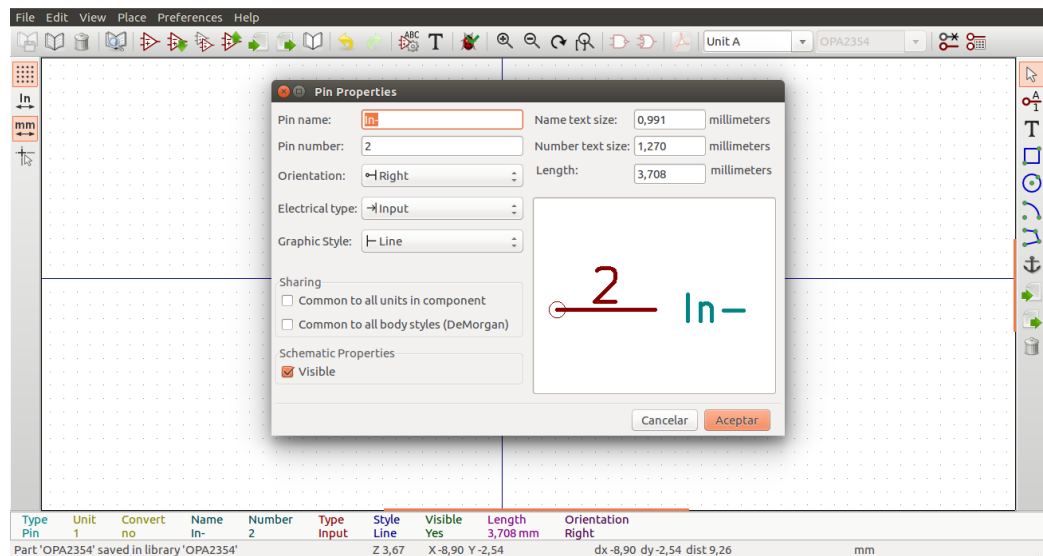 File Edit View Place Preferences Help
ABC T Unit A OPA2354
In
mm
A
1
T
Pin Properties
Pin name: In- Name text size: 0,991 millimeters
Pin number: 2 Number text size: 1,270 millimeters
Orientation: Right Length: 3,708 millimeters
Electrical type: Input
Graphic Style: Line
Sharing
Common to all units in component
Common to all body styles (DeMorgan)
Schematic Properties
Visible
2
In-
Cancelar Aceptar
Type Unit Convert Name Number Type Style Visible Length Orientation
Pin 1 no In- 2 Input Line Yes 3,708 mm Right
Part 'OPA2354' saved in library 'OPA2354' Z 3,67 X -8,90 Y -2,54 dx -8,90 dy -2,54 dist 9,26 mm